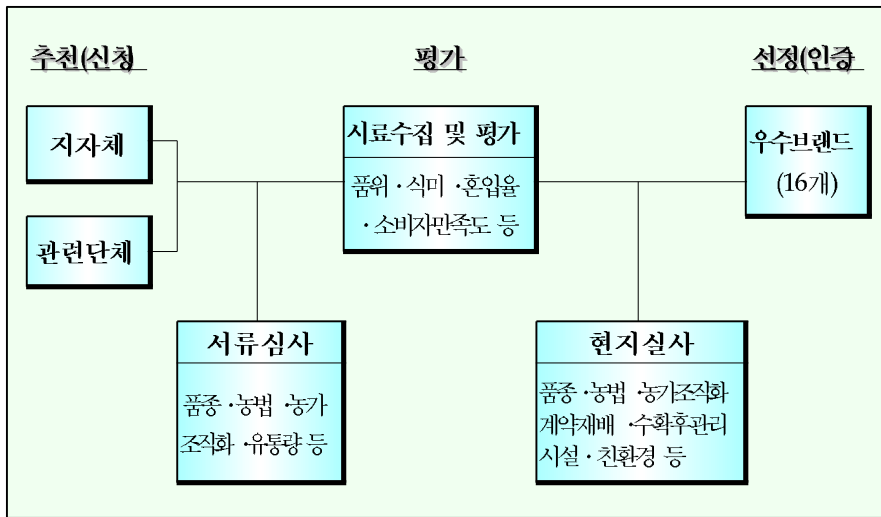 추천(신청)
평가
선정(인증)
지자체
관련단체
시료수집 및 평가
품위·식미·혼입율
·소비자만족도 등
우수브랜드
(16개)
서류심사
품종·농법·농가
조직화·유통량 등
현지실사
품종·농법·농가조직화
계약재배·수확후관리
시설·친환경 등